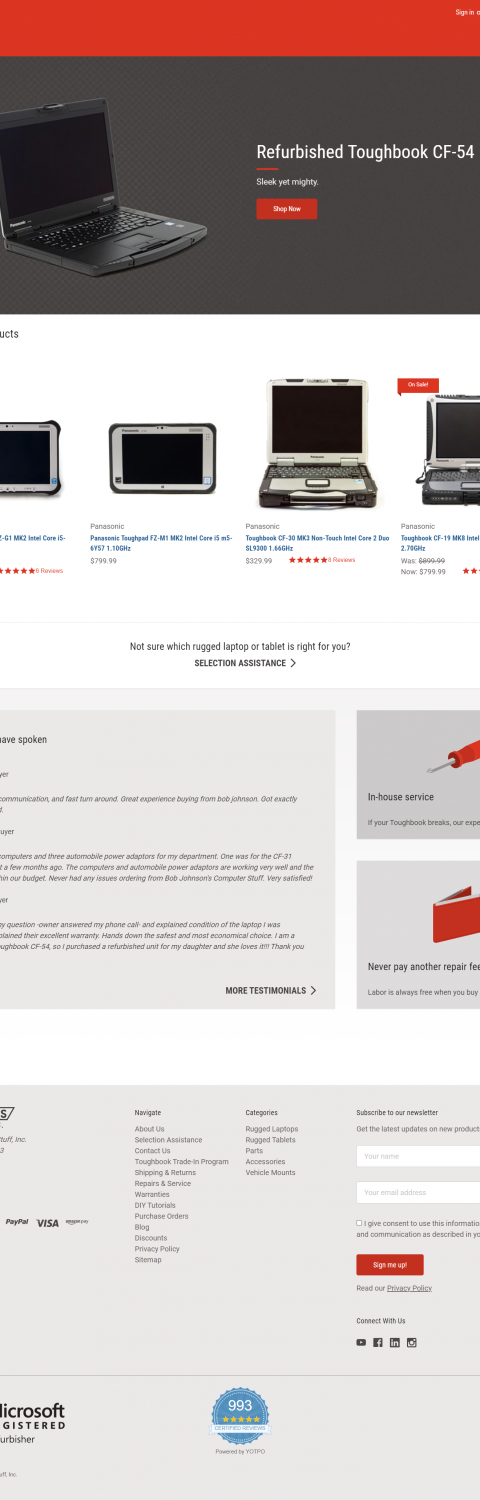 Sign in
Refurbished Toughbook CF-54
Sleek yet mighty.
Shop Now
ucts
On Sale!
Panasonic
Panasonic
Panasonic
Z-G1 MK2 Intel Core i5-
Panasonic Toughpad FZ-M1 MK2 Intel Core i5 m5-
6Y57 1.10GHz
Toughbook CF-30 MK3 Non-Touch Intel Core 2 Duo
SL9300 1.66GHz
Toughbook CF-19 MK8 Intel
2.70GHz
6 Reviews
$799.99
$329.99
8 Reviews
Was: $899.99
Now: $799.99
Not sure which rugged laptop or tablet is right for you?
SELECTION ASSISTANCE
have spoken
yer
communication, and fast turn around. Great experience buying from bob johnson. Got exactly
d.
uyer
computers and three automobile power adaptors for my department. One was for the CF-31
t a few months ago. The computers and automobile power adaptors are working very well and the
hin our budget. Never had any issues ordering from Bob Johnson's Computer Stuff. Very satisfied!
yer
y question -owner answered my phone call- and explained condition of the laptop I was
plained their excellent warranty. Hands down the safest and most economical choice. I am a
oughbook CF-54, so I purchased a refurbished unit for my daughter and she loves it!!! Thank you
MORE TESTIMONIALS
In-house service
If your Toughbook breaks, our expe
Never pay another repair fee
Labor is always free when you buy
S
tuff, Inc.
3
PayPal
VISA
amazon pay
Navigate
About Us
Selection Assistance
Contact Us
Toughbook Trade-In Program
Shipping & Returns
Repairs & Service
Warranties
DIY Tutorials
Purchase Orders
Blog
Discounts
Privacy Policy
Sitemap
Categories
Rugged Laptops
Rugged Tablets
Parts
Accessories
Vehicle Mounts
Subscribe to our newsletter
Get the latest updates on new product
Your name
Your email address
I give consent to use this informatio
and communication as described in yo
Sign me up!
Read our Privacy Policy
Connect With Us
Microsoft
GISTERED
urbisher
993
CERTIFIED REVIEWS
Powered by YOTPO
tuff, Inc.